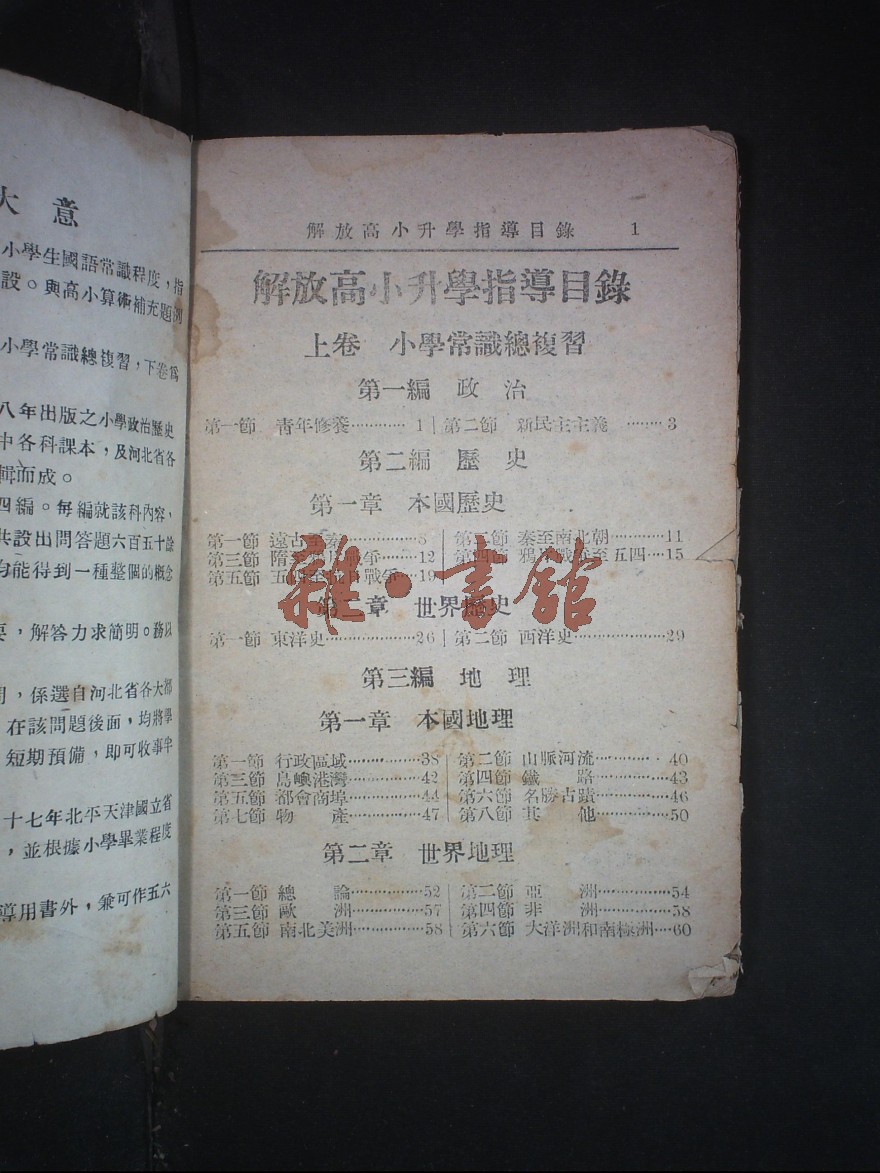 大意
小學生國語常識程度，指
設。與高小算術補充題
小學常識總複習，下卷爲
八年出版之小學政治歷史
中各科課本，及河北省各
輯而成。
四編。每編就該科內容，
共設出問答題六百五十餘
均能得到一種整個的概念
，解答力求簡明。務以
，係選自河北省各大都
在該問題後面，均將學
短期預備，即可收事半
十七年北平天津國立省
，並根據小學畢業程度
導用書外，兼可作五六
解放高小升學指導目錄 1
解放高小升學指導目錄
上卷 小學常識總複習
第一編 政治
第一節 青年修養············ 1 第二節 新民主主義 ········ 3
第二編 歷史
第一章 本國歷史
第一節 遠古至秦 第二節 秦至南北朝············11
第三節 隋 戰爭···12 第四節 鴉片戰爭至五四···15
第五節 五四至 戰爭···19
第二章 世界歷史
第一節 東洋史··················26 第二節 西洋史····················29
第三編 地理
第一章 本國地理
第一節 行政區域···············38 第二節 山脈河流················40
第三節 島嶼港灣···············42 第四節 鐵路···············43
第五節 都會商埠···············44 第六節 名勝古蹟···············46
第七節 物產···············47 第八節 其他···············50
第二章 世界地理
第一節 總論···············52 第二節 亞洲···············54
第三節 歐洲···············57 第四節 非洲···············58
第五節 南北美洲···············58 第六節 大洋洲和南極洲····60
雜·書館